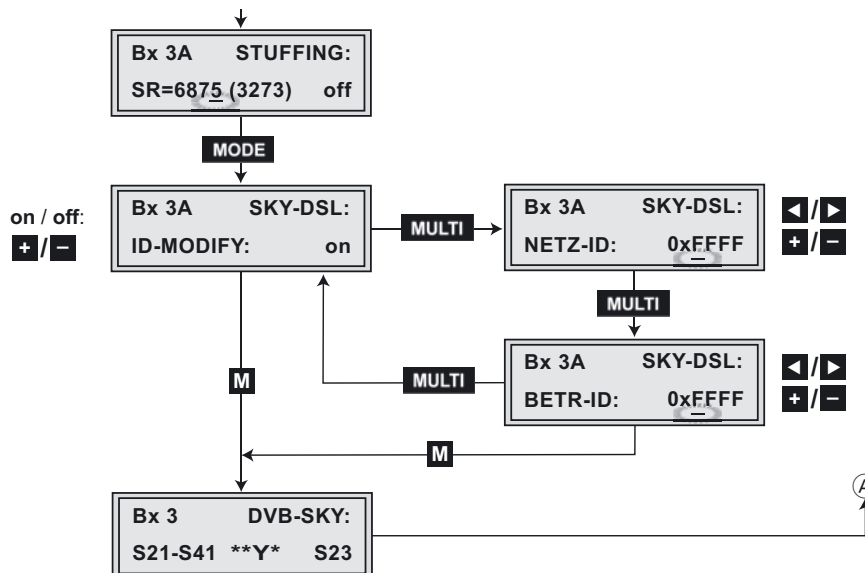 Bx 3A STUFFING:
SR=6875 (3273) off
MODE
on / off:
+/−
Bx 3A SKY-DSL:
ID-MODIFY: on
MULTI
Bx 3A SKY-DSL:
NETZ-ID: 0xFFFF
◄/►
+/−
MULTI
Bx 3A SKY-DSL:
BETR-ID: 0xFFFF
◄/►
+/−
MULTI
M
M
Bx 3 DVB-SKY:
S21-S41 **Y* S23
A